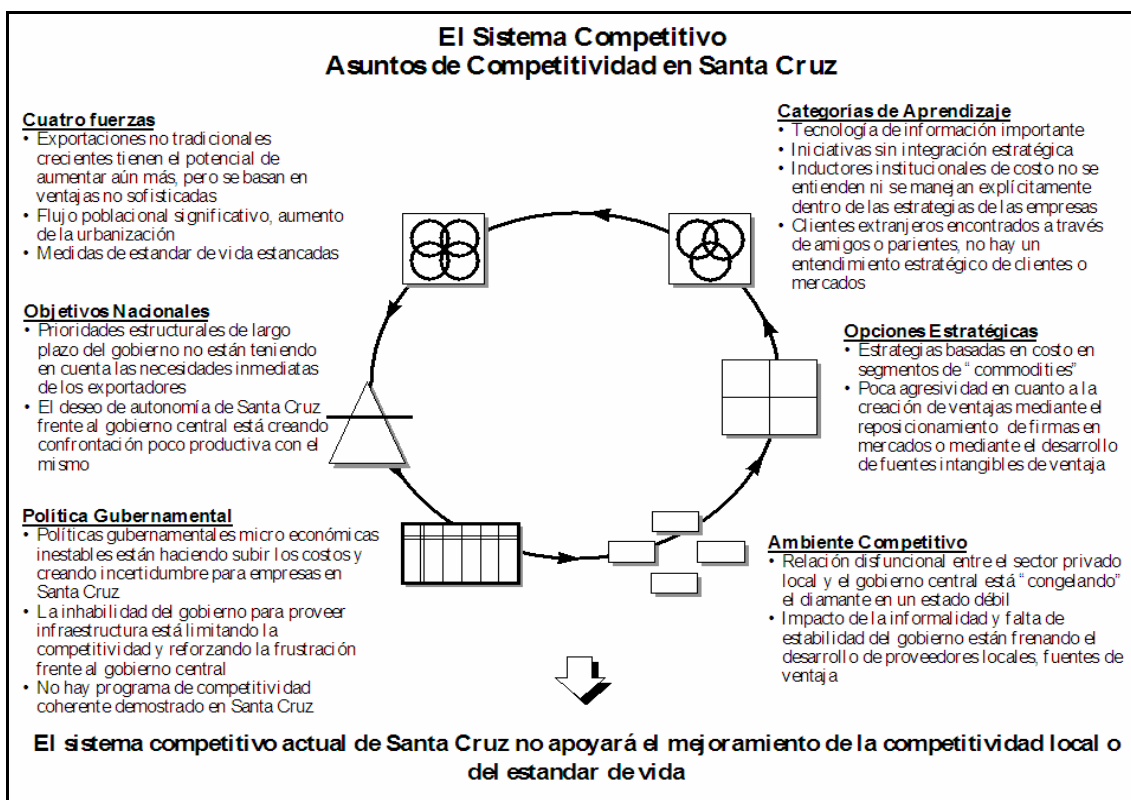 El Sistema Competitivo
Asuntos de Competitividad en Santa Cruz
Cuatro fuerzas
• Exportaciones no tradicionales
crecientes tienen el potencial de
aumentar aún más, pero se basan en
ventajas no sofisticadas
• Flujo poblacional significativo, aumento
de la urbanización
• Medidas de estandar de vida estancadas
Objetivos Nacionales
• Prioridades estructurales de largo
plazo del gobierno no están teniendo
en cuenta las necesidades inmediatas
de los exportadores
• El deseo de autonomía de Santa Cruz
frente al gobierno central está creando
confrontación poco productiva con el
mismo
Política Gubernamental
• Políticas gubernamentales micro económicas
inestables están haciendo subir los costos y
creando incertidumbre para empresas en
Santa Cruz
• La inhabilidad del gobierno para proveer
infraestructura está limitando la
competitividad y reforzando la frustración
frente al gobierno central
• No hay programa de competitividad
coherente demostrado en Santa Cruz
Categorías de Aprendizaje
• Tecnología de información importante
• Iniciativas sin integración estratégica
• Inductores institucionales de costo no se
entienden ni se manejan explícitamente
dentro de las estrategias de las empresas
• Clientes extranjeros encontrados a través
de amigos o parientes, no hay un
entendimiento estratégico de clientes o
mercados
Opciones Estratégicas
• Estrategias basadas en costo en
segmentos de "commodities"
• Poca agresividad en cuanto a la
creación de ventajas mediante el
reposicionamiento de firmas en
mercados o mediante el desarrollo
de fuentes intangibles de ventaja
Ambiente Competitivo
• Relación disfuncional entre el sector privado
local y el gobierno central está "congelando"
el diamante en un estado débil
• Impacto de la informalidad y falta de
estabilidad del gobierno están frenando el
desarrollo de proveedores locales, fuentes de
ventaja
El sistema competitivo actual de Santa Cruz no apoyará el mejoramiento de la competitividad local o
del estandar de vida